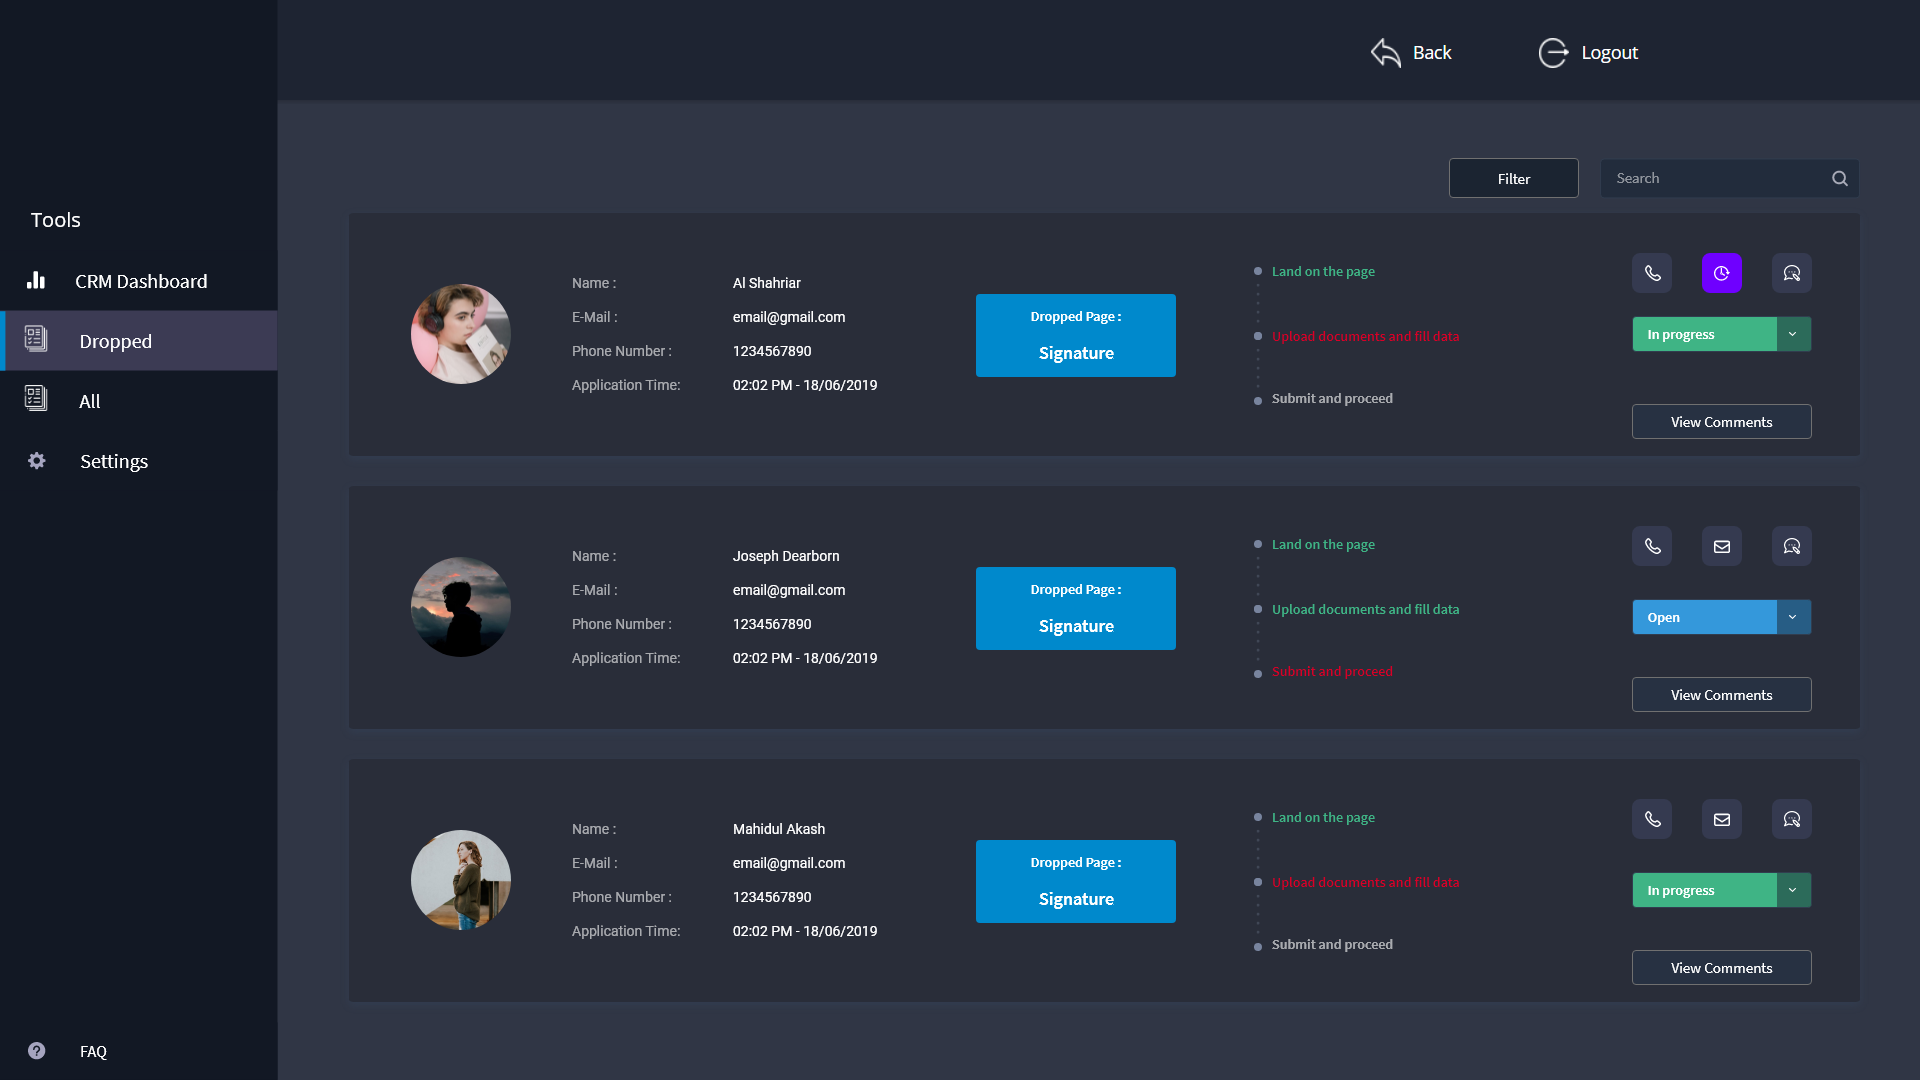 Back
Logout
Tools
CRM Dashboard
Dropped
All
Settings
FAQ
Filter
Search
Name :
Al Shahriar
E-Mail :
email@gmail.com
Phone Number :
1234567890
Application Time:
02:02 PM - 18/06/2019
Dropped Page :
Signature
Land on the page
Upload documents and fill data
Submit and proceed
In progress
View Comments
Name :
Joseph Dearborn
E-Mail :
email@gmail.com
Phone Number :
1234567890
Application Time:
02:02 PM - 18/06/2019
Dropped Page :
Signature
Land on the page
Upload documents and fill data
Submit and proceed
Open
View Comments
Name :
Mahidul Akash
E-Mail :
email@gmail.com
Phone Number :
1234567890
Application Time:
02:02 PM - 18/06/2019
Dropped Page :
Signature
Land on the page
Upload documents and fill data
Submit and proceed
In progress
View Comments